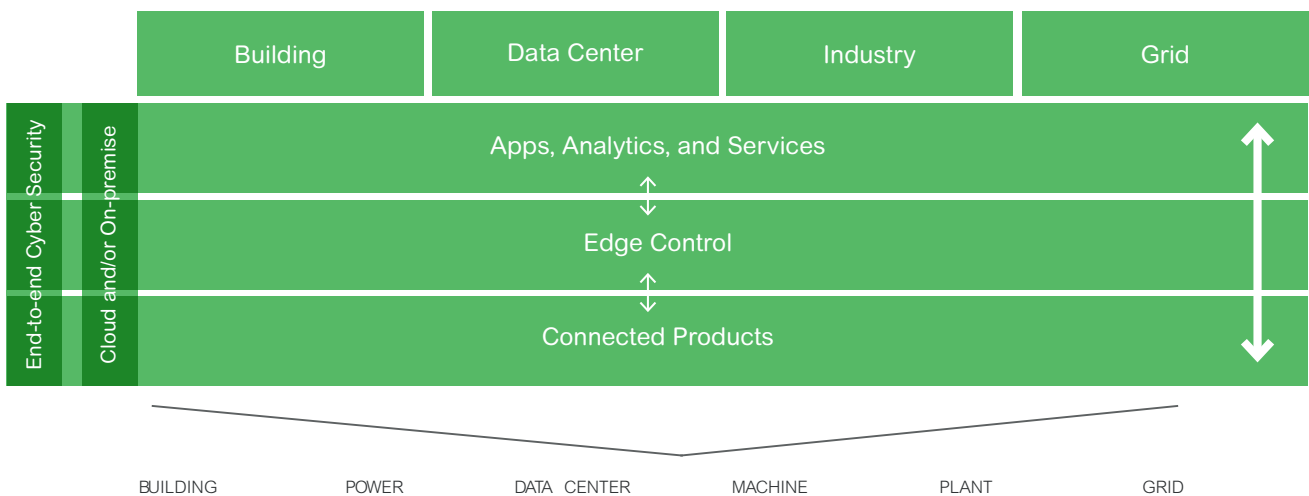 Building
Data Center
Industry
Grid
End-to-end Cyber Security
Cloud and/or On-premise
Apps, Analytics, and Services
Edge Control
Connected Products
BUILDING
POWER
DATA CENTER
MACHINE
PLANT
GRID